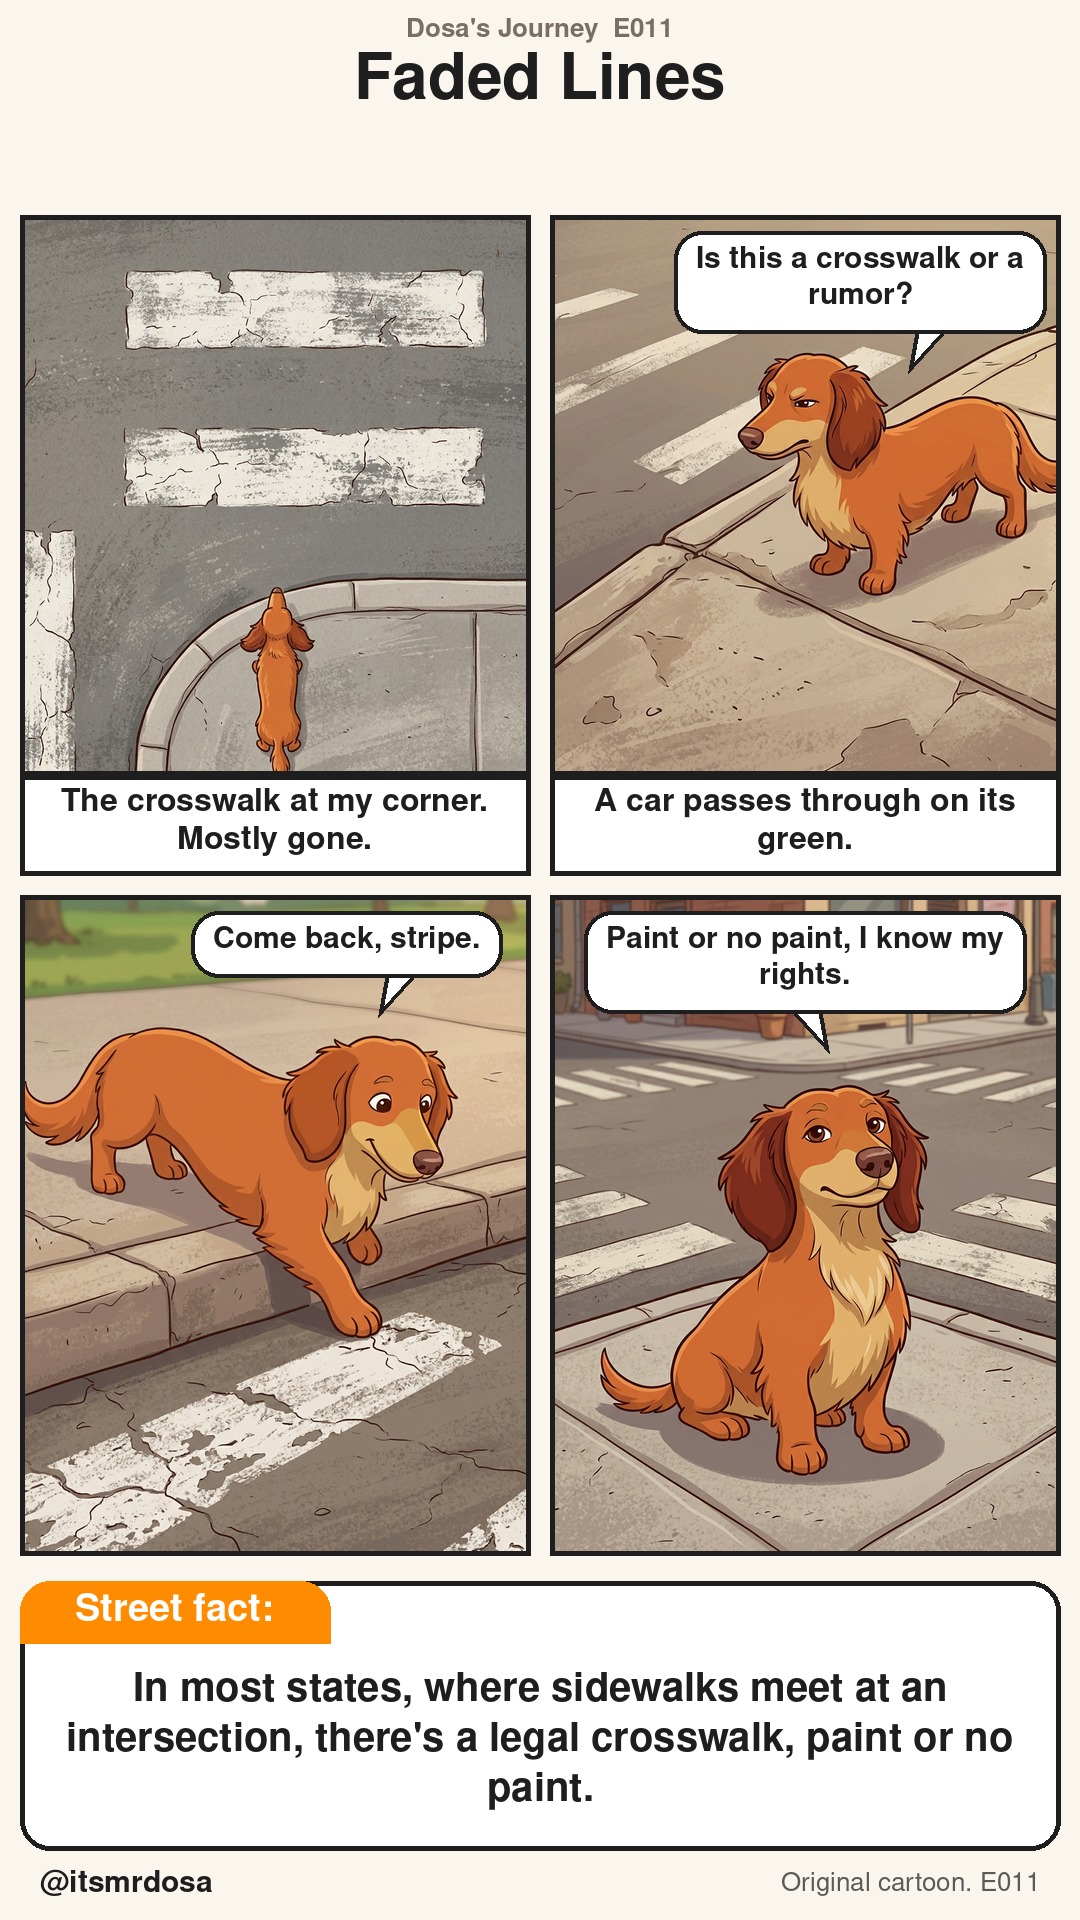 Dosa's Journey  E011
Faded Lines
The crosswalk at my corner.
Mostly gone.
Is this a crosswalk or a
rumor?
A car passes through on its
green.
Come back, stripe.
Paint or no paint, I know my
rights.
Street fact:
In most states, where sidewalks meet at an
intersection, there's a legal crosswalk, paint or no
paint.
@itsmrdosa
Original cartoon. E011